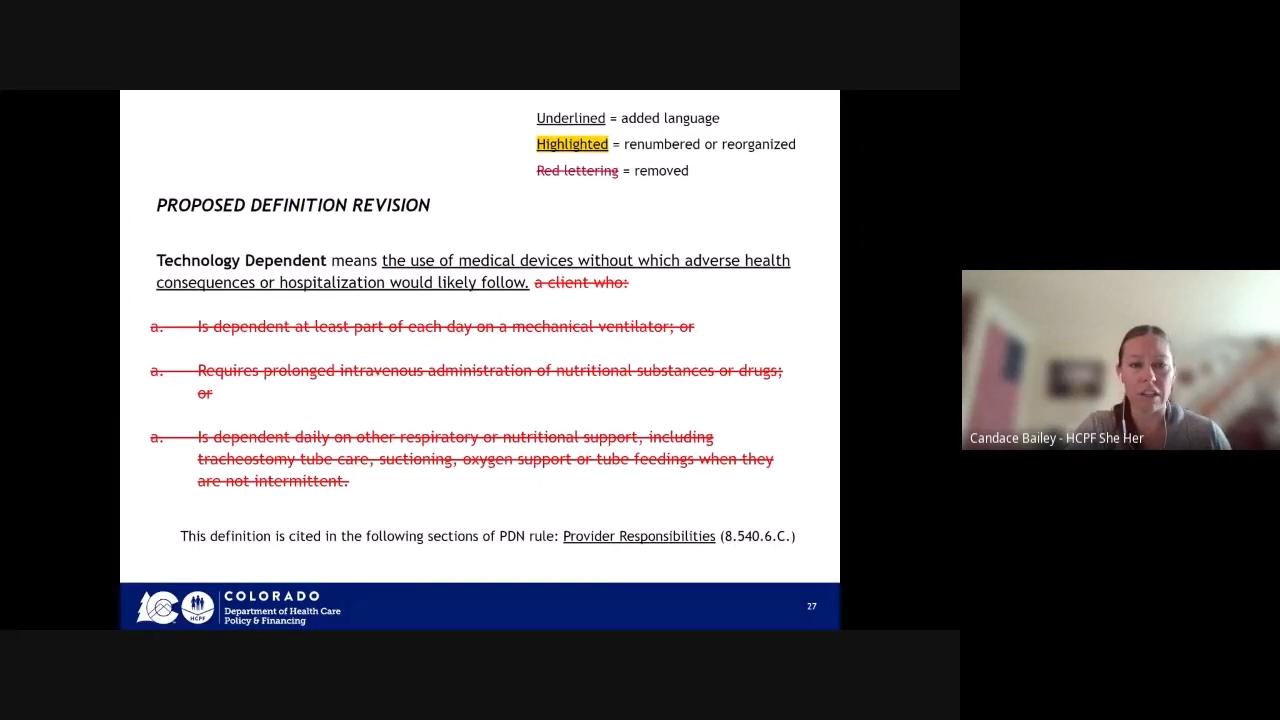 Underlined = added language
Highlighted = renumbered or reorganized
Red lettering = removed
PROPOSED DEFINITION REVISION
Technology Dependent means the use of medical devices without which adverse health
consequences or hospitalization would likely follow. a client who:
a. Is dependent at least part of each day on a mechanical ventilator; or
a. Requires prolonged intravenous administration of nutritional substances or drugs;
or
a. Is dependent daily on other respiratory or nutritional support, including
tracheostomy tube care, suctioning, oxygen support or tube feedings when they
are not intermittent.
This definition is cited in the following sections of PDN rule: Provider Responsibilities (8.540.6.C.)
HCPF
COLORADO
Department of Health Care
Policy & Financing
27
Candace Bailey - HCPF She Her